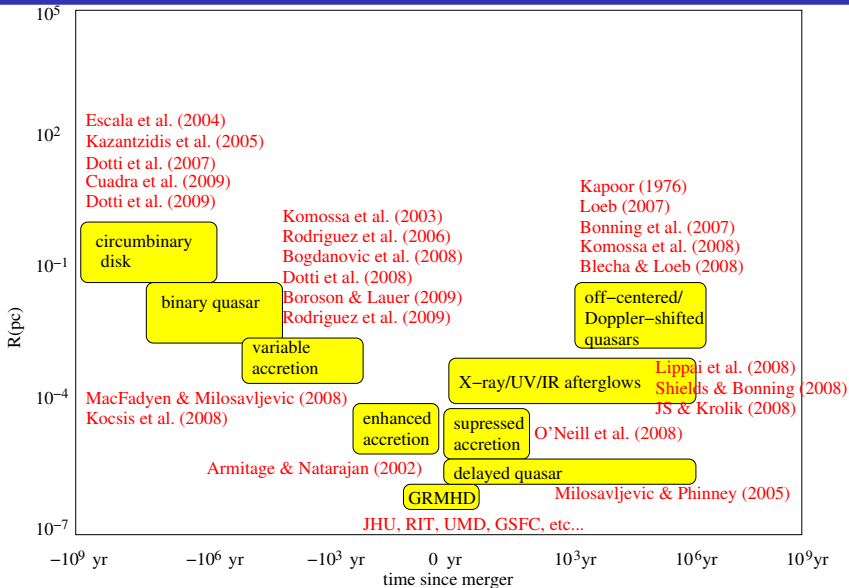 10^5
Escala et al. (2004)
10^2
Kazantzidis et al. (2005)
Dotti et al. (2007)
Cuadra et al. (2009)
Dotti et al. (2009)
Kapoor (1976)
Loeb (2007)
Bonning et al. (2007)
Komossa et al. (2008)
Blecha & Loeb (2008)
Komossa et al. (2003)
Rodriguez et al. (2006)
Bogdanovic et al. (2008)
Dotti et al. (2008)
Boroson & Lauer (2009)
Rodriguez et al. (2009)
circumbinary
disk
10^−1
binary quasar
off−centered/
Doppler−shifted
quasars
R(pc)
variable
accretion
X−ray/UV/IR afterglows
Lippai et al. (2008)
Shields & Bonning (2008)
JS & Krolik (2008)
10^−4
MacFadyen & Milosavljevic (2008)
Kocsis et al. (2008)
enhanced
accretion
supressed
accretion
O'Neill et al. (2008)
Armitage & Natarajan (2002)
delayed quasar
GRMHD
Milosavljevic & Phinney (2005)
10^−7
JHU, RIT, UMD, GSFC, etc...
−10^9 yr −10^6 yr −10^3 yr 0 yr 10^3 yr 10^6 yr 10^9 yr
time since merger